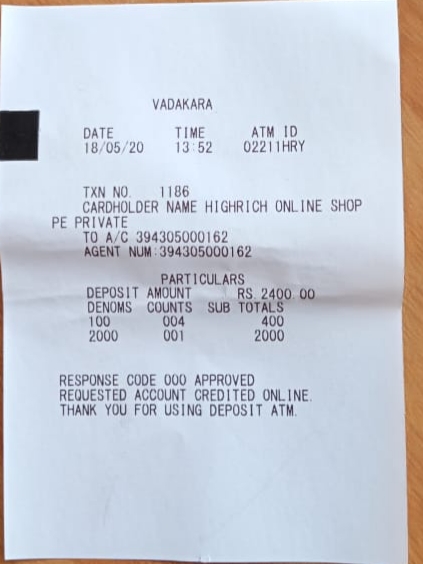 VADAKARA
DATE TIME ATM ID
18/05/20 13:52 02211HRY
TXN NO. 1186
CARDHOLDER NAME HIGHRICH ONLINE SHOP
PE PRIVATE
TO A/C 394305000162
AGENT NUM:394305000162
PARTICULARS
DEPOSIT AMOUNT RS.2400.00
DENOMS COUNTS SUB TOTALS
100 004 400
2000 001 2000
RESPONSE CODE 000 APPROVED
REQUESTED ACCOUNT CREDITED ONLINE.
THANK YOU FOR USING DEPOSIT ATM.